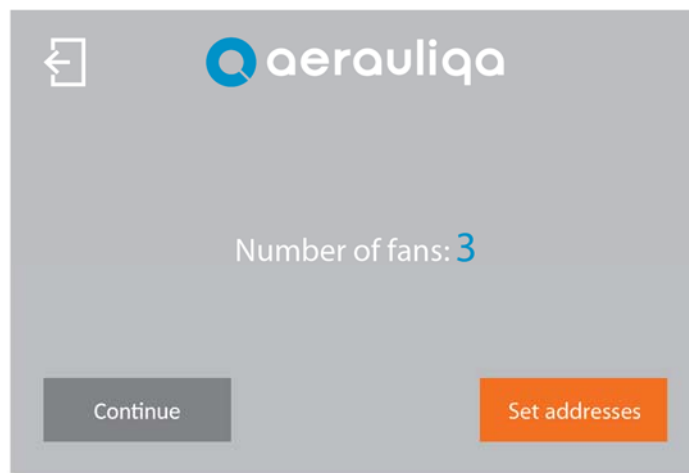 aerauliqa
Number of fans: 3
Continue
Set addresses